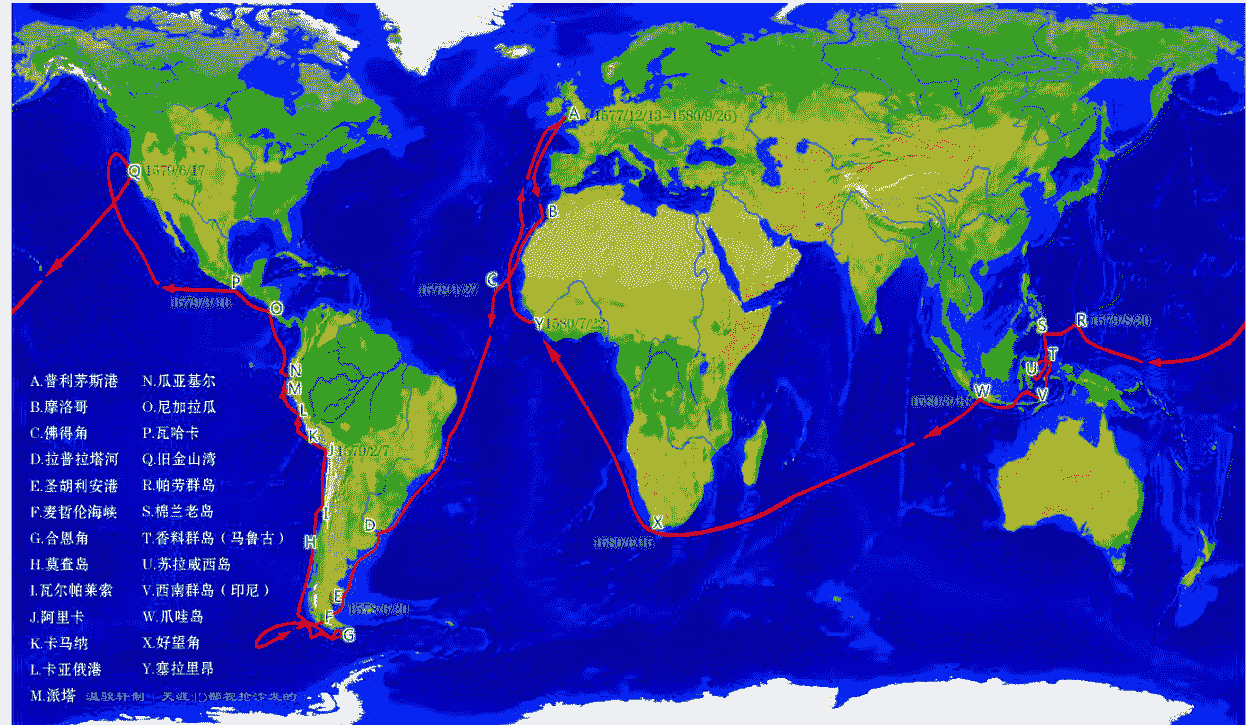 A (1577/12/13-1580/9/26)
Q 1579/6/17
B
C
P
O
Y 1580/7/22
S
R 1579/8/20
T
U
V
W
N
M
L
K
J 1579/2/7
I
H
D
X
E 1578/6/20
F
G
A.普利茅斯港
B.摩洛哥
C.佛得角
D.拉普拉塔河
E.圣胡利安港
F.麦哲伦海峡
G.合恩角
H.莫查岛
I.瓦尔帕莱索
J.阿里卡
K.卡马纳
L.卡亚俄港
M.派塔
N.瓜亚基尔
O.尼加拉瓜
P.瓦哈卡
Q.旧金山湾
R.帕劳群岛
S.棉兰老岛
T.香料群岛（马鲁古）
U.苏拉威西岛
V.西南群岛（印尼）
W.爪哇岛
X.好望角
Y.塞拉里昂